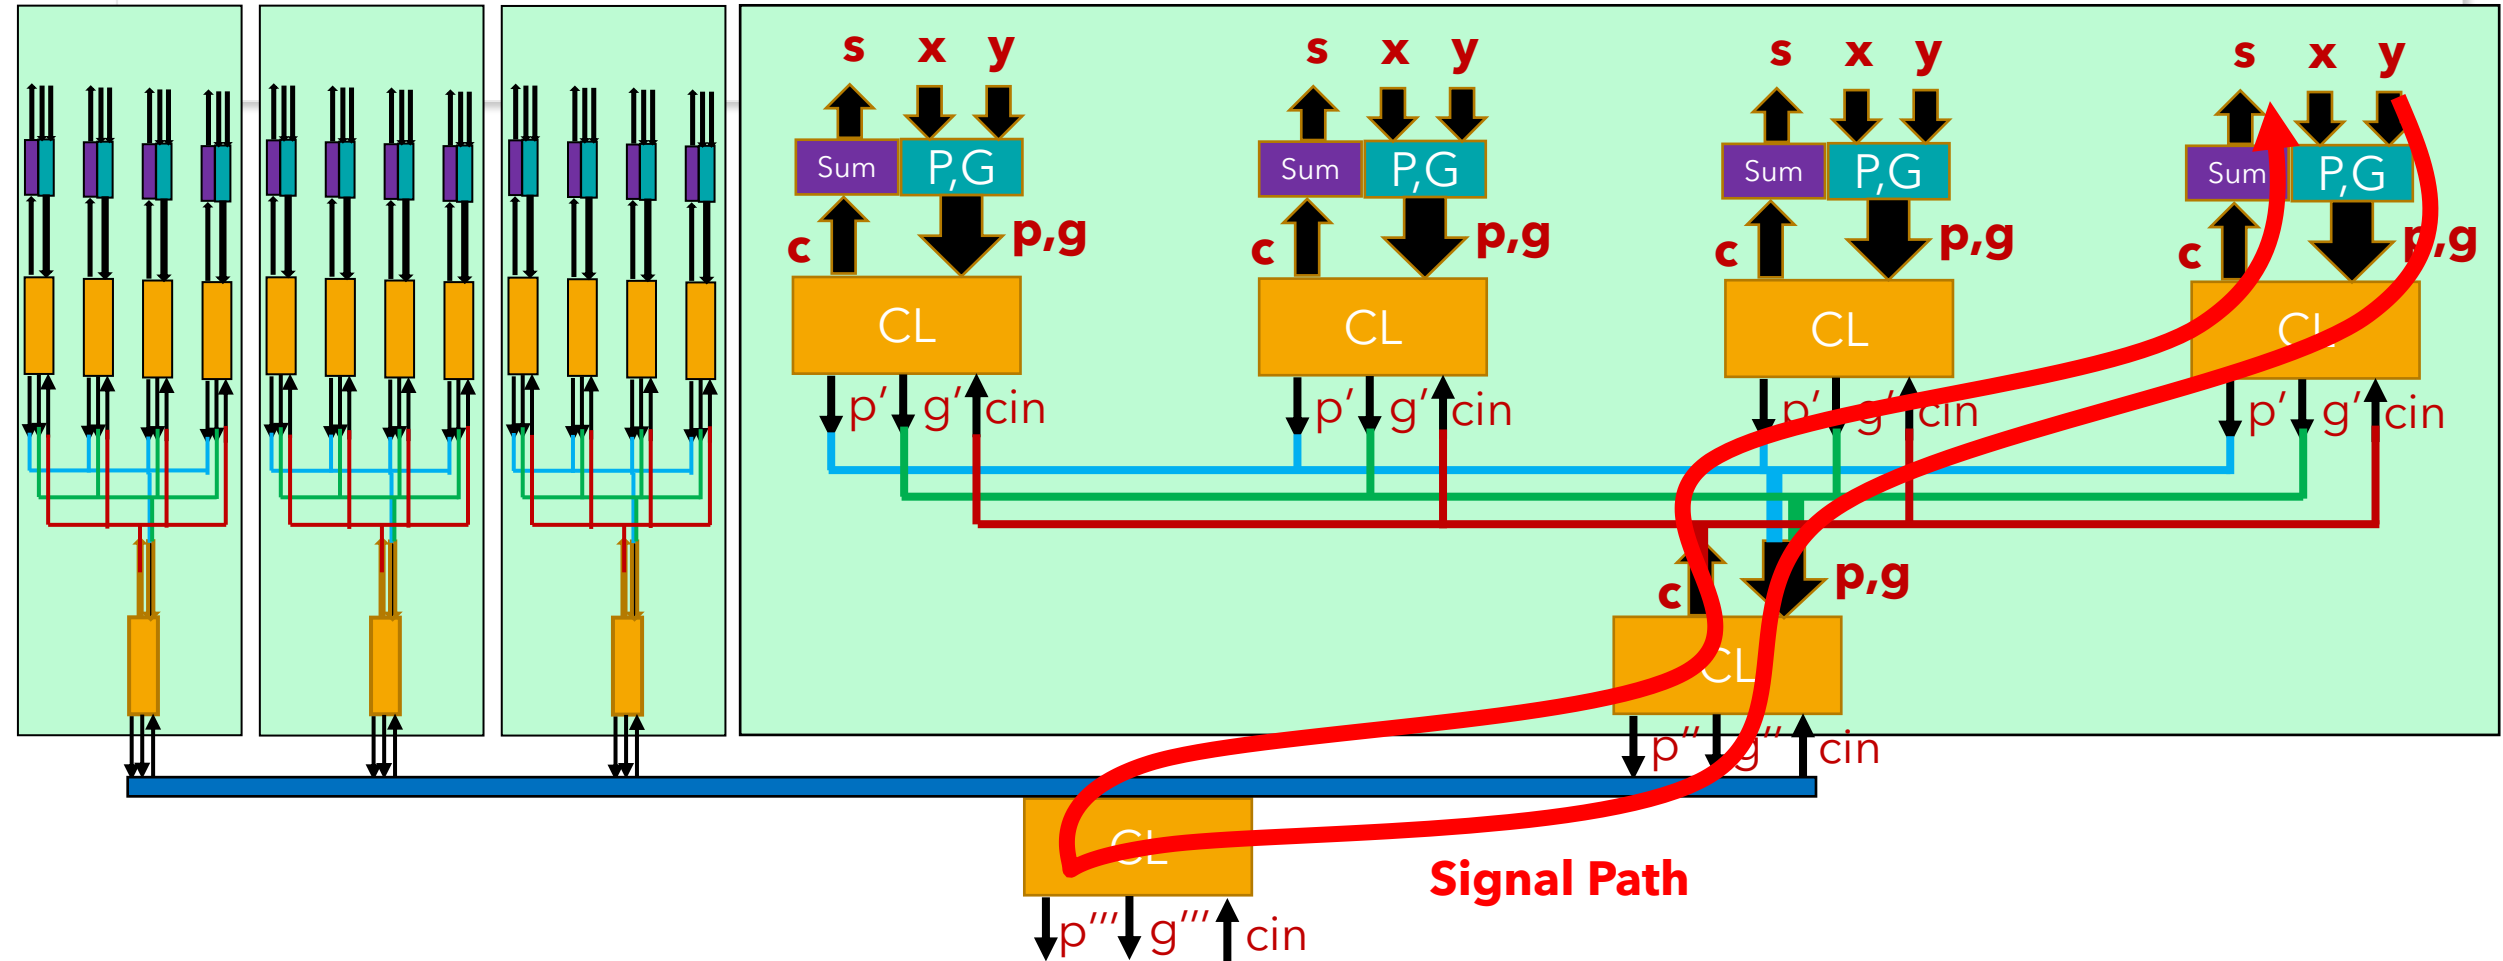 s x y s x y s x y s x y
Sum P,G Sum P,G Sum P,G Sum P,G
c p,g c p,g c p,g c p,g
CL CL CL CL
p′ g′ cin p′ g′ cin p′ g′ cin p′ g′ cin
c p,g
CL
p″ g″ cin
CL
Signal Path
p‴ g‴ cin